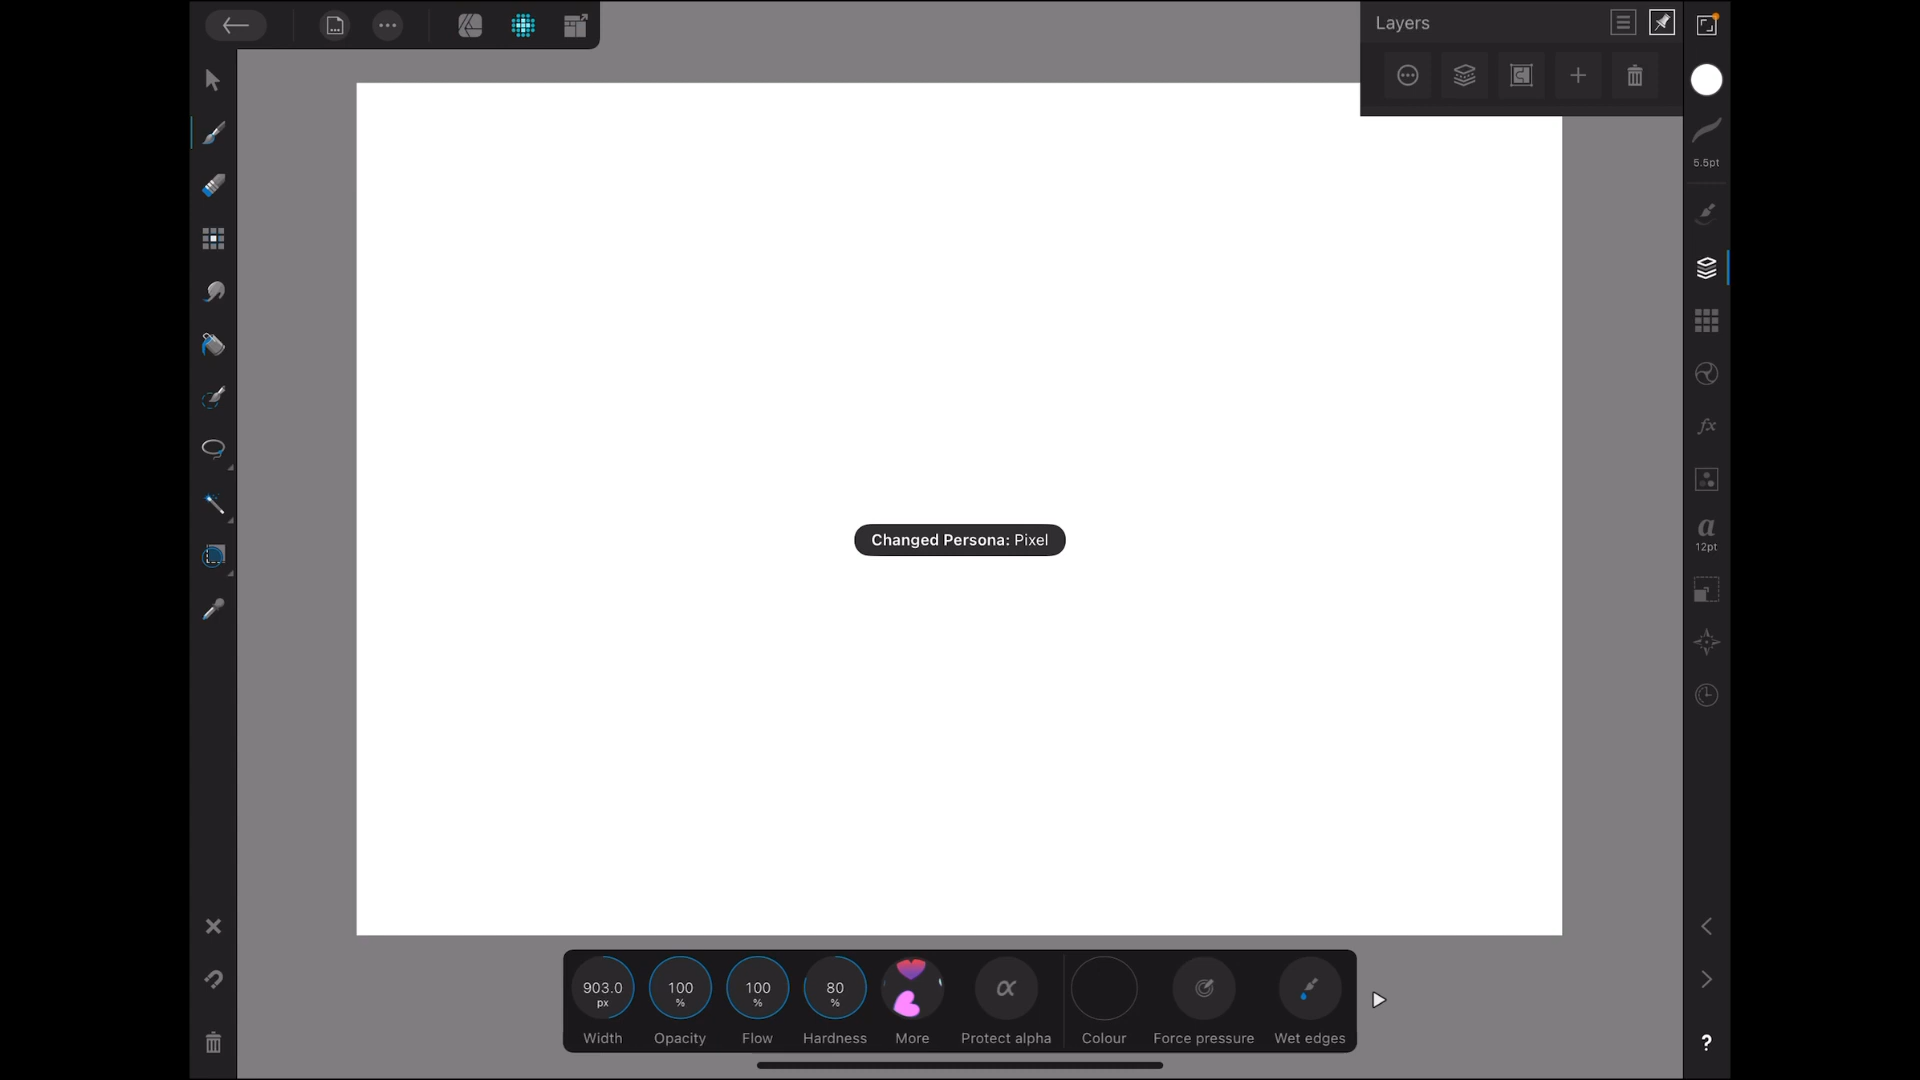 Layers
5.5pt
a
12pt
Changed Persona: Pixel
903.0
px
100
%
100
%
80
%
α
Width
Opacity
Flow
Hardness
More
Protect alpha
Colour
Force pressure
Wet edges
fx
?